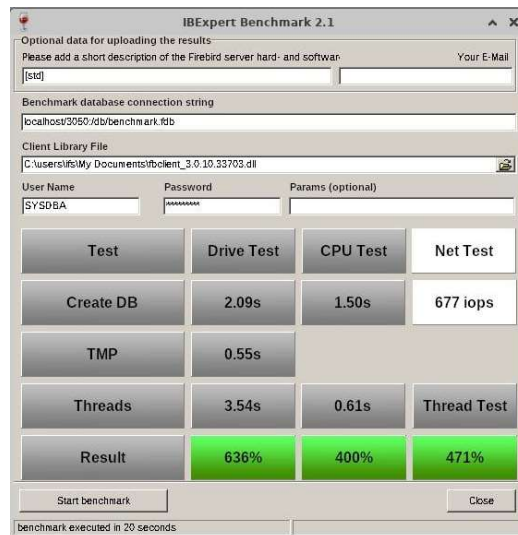 IBExpert Benchmark 2.1
Optional data for uploading the results
Please add a short description of the Firebird server hard- and softwar Your E-Mail
[std]
Benchmark database connection string
localhost/3050:/db/benchmark.fdb
Client Library File
C:\users\ifs\My Documents\fbclient_3.0.10.33703.dll
User Name Password Params (optional)
SYSDBA *********
Test Drive Test CPU Test Net Test
Create DB 2.09s 1.50s 677 iops
TMP 0.55s
Threads 3.54s 0.61s Thread Test
Result 636% 400% 471%
Start benchmark Close
benchmark executed in 20 seconds